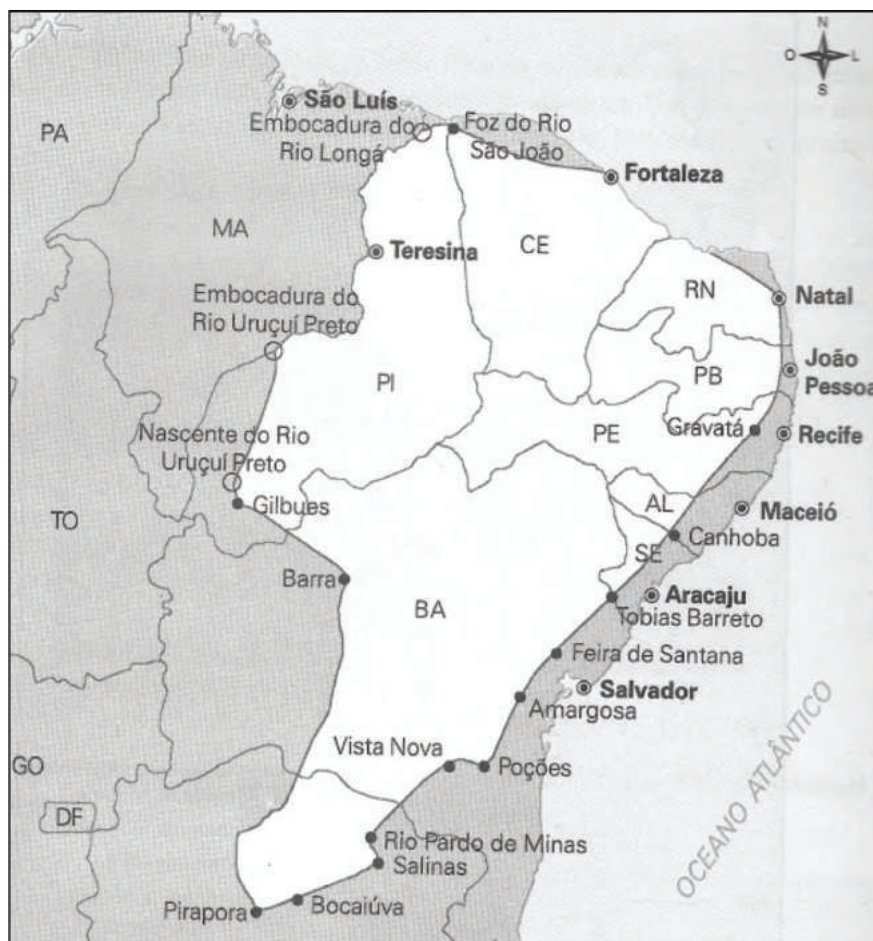 N
O L
S
São Luís
PA
Embocadura do
Rio Longá
Foz do Rio
São João
Fortaleza
MA
CE
Teresina
RN
Natal
Embocadura do
Rio Uruçuí Preto
João
Pessoa
PI
PB
PE
Gravatá
Recife
Nascente do Rio
Uruçuí Preto
Gilbues
AL
Maceió
TO
Canhoba
SE
Barra
Aracaju
BA
Tobias Barreto
Feira de Santana
Salvador
Amargosa
Vista Nova
Poções
GO
OCEANO ATLÂNTICO
DF
Rio Pardo de Minas
Salinas
Pirapora
Bocaiúva